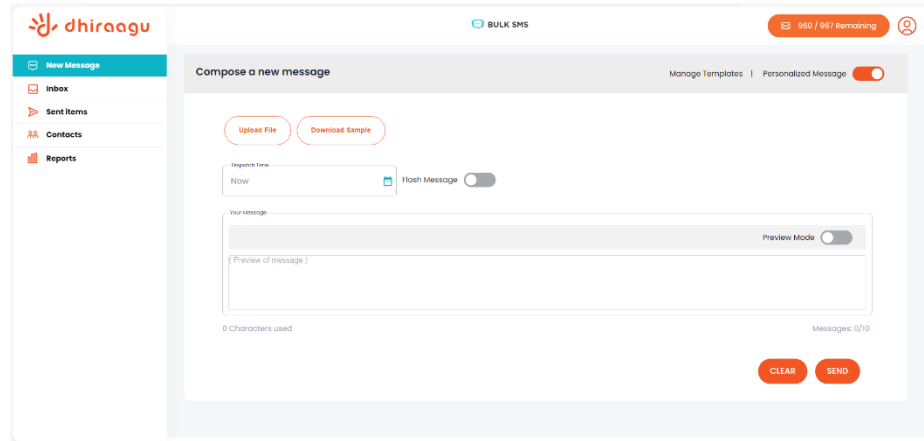 dhiraagu
BULK SMS
960 / 967 Remaining
New Message
Inbox
Sent items
Contacts
Reports
Compose a new message
Manage Templates | Personalized Message
Upload File
Download Sample
Dispatch Time
Now
Flash Message
Your Message
Preview Mode
( Preview of message )
0 Characters used
Messages: 0/10
CLEAR
SEND